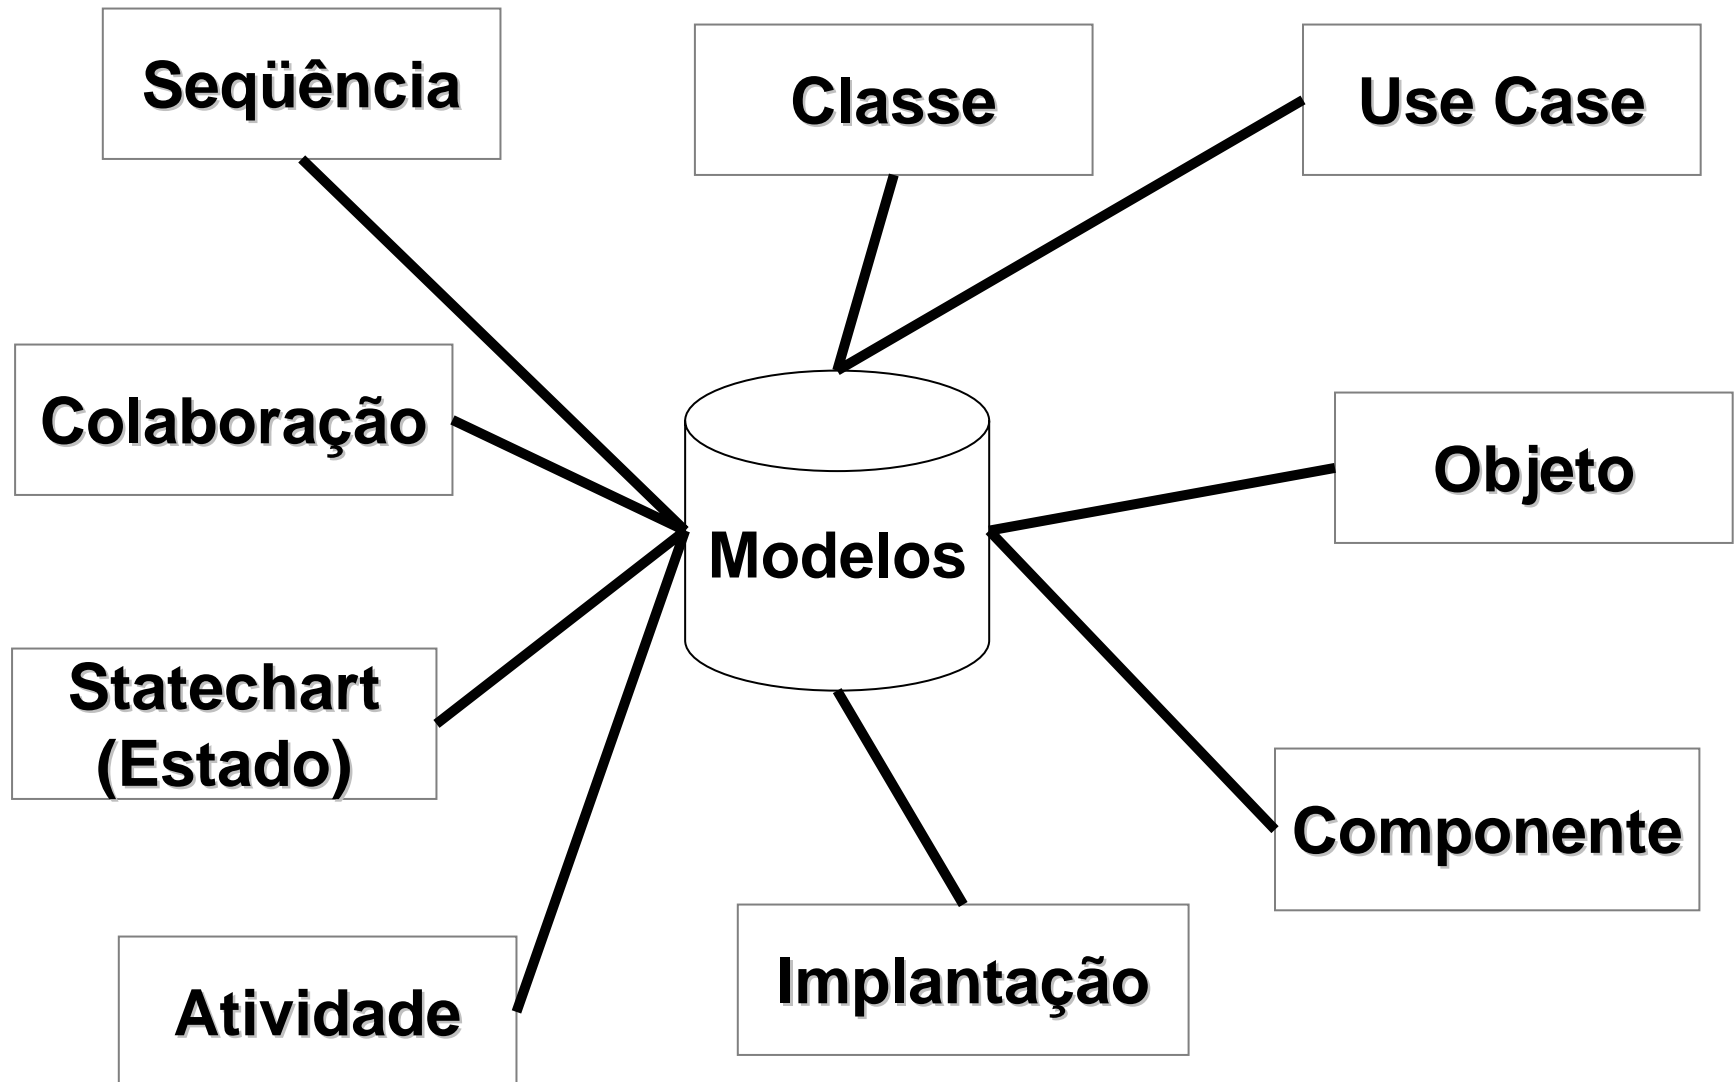 Seqüência
Classe
Use Case
Colaboração
Objeto
Modelos
Statechart
(Estado)
Componente
Implantação
Atividade